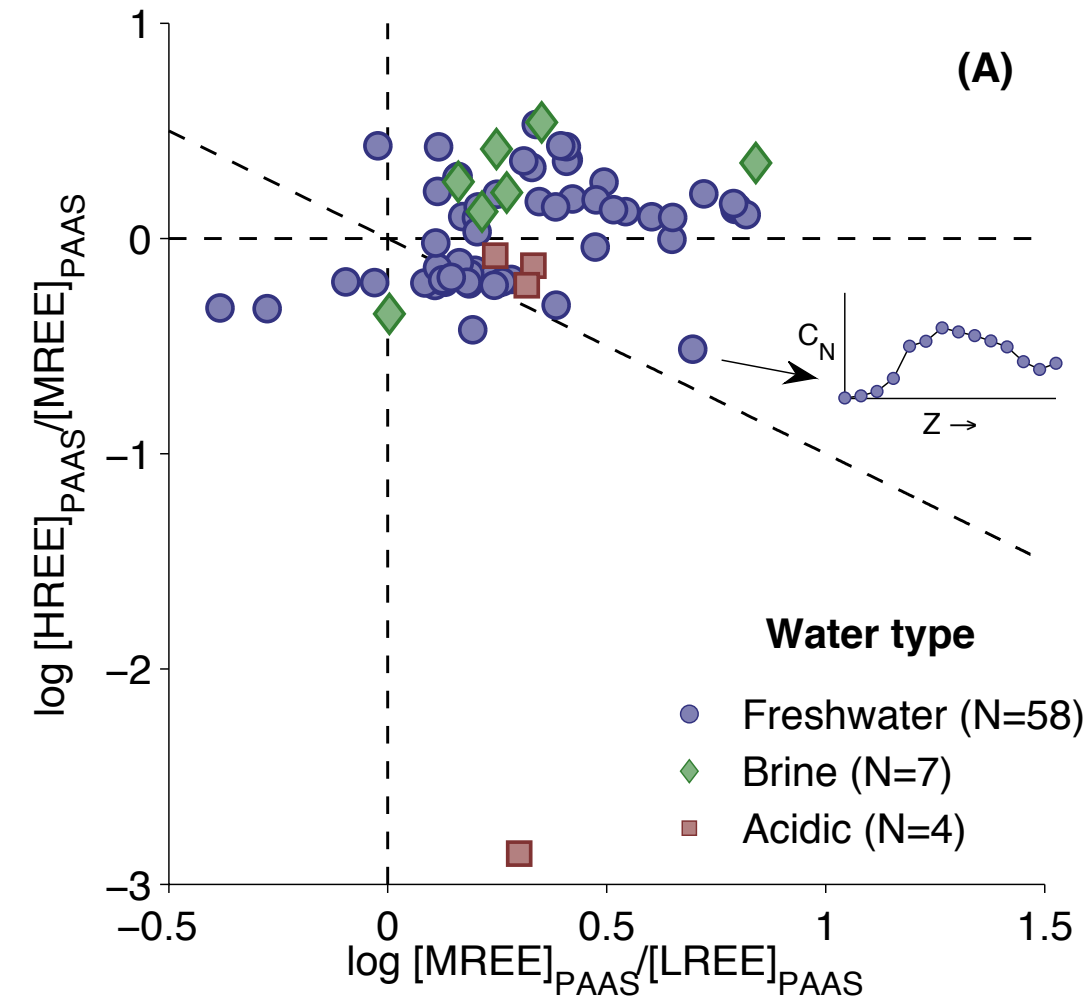 (A)
1
0
−1
−2
−3
log [HREE]PAAS/[MREE]PAAS
CN
Z →
Water type
Freshwater (N=58)
Brine (N=7)
Acidic (N=4)
−0.5 0 0.5 1 1.5
log [MREE]PAAS/[LREE]PAAS